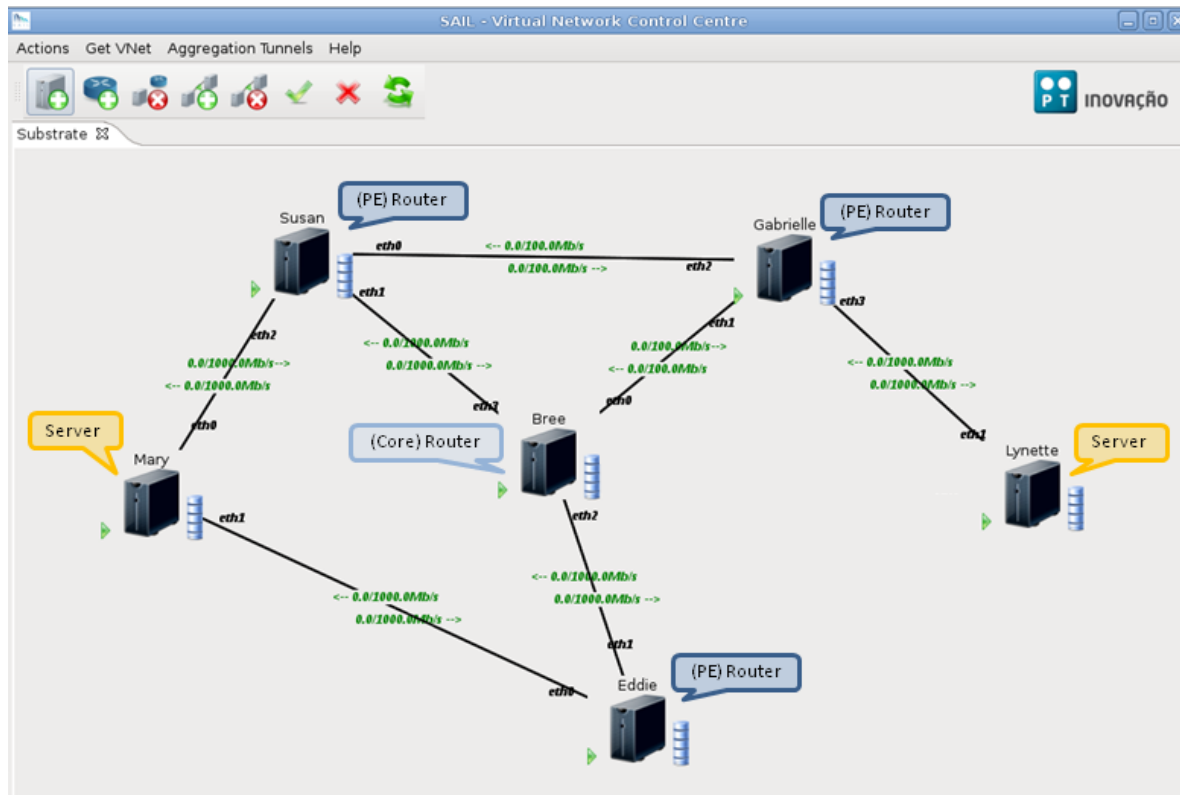 SAIL - Virtual Network Control Centre
Actions Get VNet Aggregation Tunnels Help
PT INOVAÇÃO
Substrate
(PE) Router
Susan
(PE) Router
Gabrielle
eth0
<-- 0.0/100.0Mb/s
0.0/100.0Mb/s -->
eth2
eth1
eth3
eth2
eth1
<-- 0.0/1000.0Mb/s
0.0/1000.0Mb/s -->
0.0/100.0Mb/s-->
<-- 0.0/100.0Mb/s
0.0/1000.0Mb/s-->
<-- 0.0/1000.0Mb/s
<-- 0.0/1000.0Mb/s
0.0/1000.0Mb/s -->
eth3
eth0
Server
eth0
(Core) Router
Bree
eth1
Server
Mary
Lynette
eth1
eth2
<-- 0.0/1000.0Mb/s
0.0/1000.0Mb/s -->
<-- 0.0/1000.0Mb/s
0.0/1000.0Mb/s -->
eth1
eth0
Eddie
(PE) Router